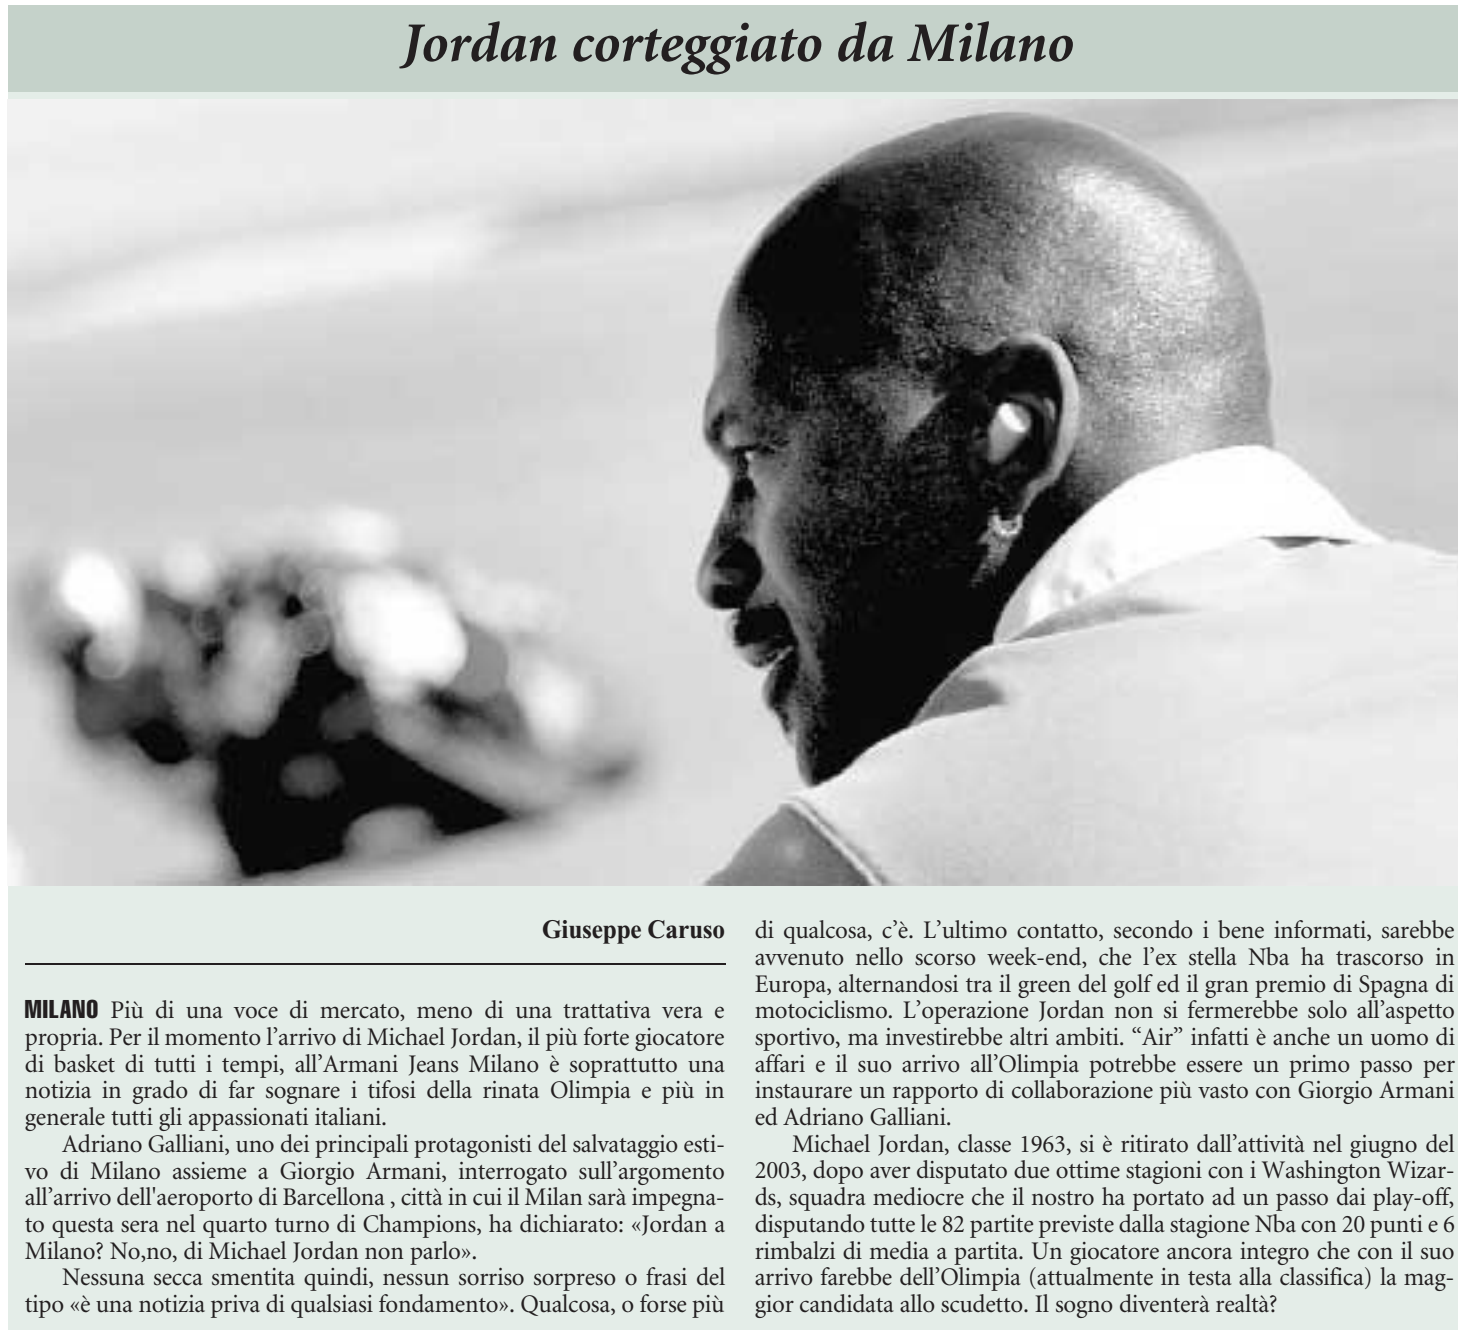 Jordan corteggiato da Milano
Giuseppe Caruso
MILANO Più di una voce di mercato, meno di una trattativa vera e
propria. Per il momento l'arrivo di Michael Jordan, il più forte giocatore
di basket di tutti i tempi, all'Armani Jeans Milano è soprattutto una
notizia in grado di far sognare i tifosi della rinata Olimpia e più in
generale tutti gli appassionati italiani.
Adriano Galliani, uno dei principali protagonisti del salvataggio esti-
vo di Milano assieme a Giorgio Armani, interrogato sull'argomento
all'arrivo dell'aeroporto di Barcellona , città in cui il Milan sarà impegna-
to questa sera nel quarto turno di Champions, ha dichiarato: «Jordan a
Milano? No,no, di Michael Jordan non parlo».
Nessuna secca smentita quindi, nessun sorriso sorpreso o frasi del
tipo «è una notizia priva di qualsiasi fondamento». Qualcosa, o forse più
di qualcosa, c'è. L'ultimo contatto, secondo i bene informati, sarebbe
avvenuto nello scorso week-end, che l'ex stella Nba ha trascorso in
Europa, alternandosi tra il green del golf ed il gran premio di Spagna di
motociclismo. L'operazione Jordan non si fermerebbe solo all'aspetto
sportivo, ma investirebbe altri ambiti. “Air” infatti è anche un uomo di
affari e il suo arrivo all'Olimpia potrebbe essere un primo passo per
instaurare un rapporto di collaborazione più vasto con Giorgio Armani
ed Adriano Galliani.
Michael Jordan, classe 1963, si è ritirato dall'attività nel giugno del
2003, dopo aver disputato due ottime stagioni con i Washington Wizar-
ds, squadra mediocre che il nostro ha portato ad un passo dai play-off,
disputando tutte le 82 partite previste dalla stagione Nba con 20 punti e 6
rimbalzi di media a partita. Un giocatore ancora integro che con il suo
arrivo farebbe dell'Olimpia (attualmente in testa alla classifica) la mag-
gior candidata allo scudetto. Il sogno diventerà realtà?